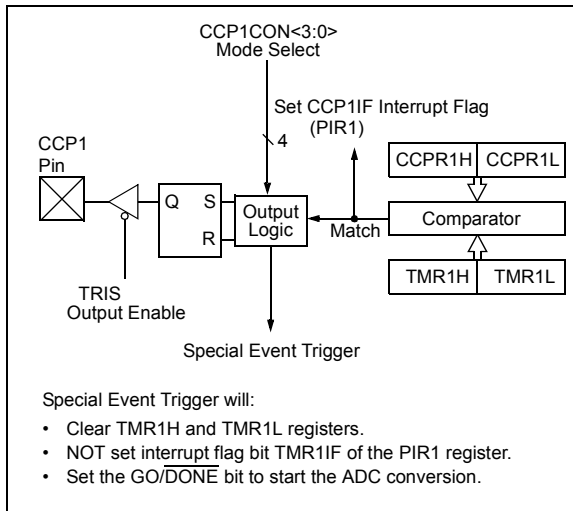 CCP1CON<3:0>
Mode Select
Set CCP1IF Interrupt Flag
(PIR1)
4
CCP1
Pin
CCPR1H CCPR1L
Q S
R
Output
Logic
Match
Comparator
TMR1H TMR1L
TRIS
Output Enable
Special Event Trigger
Special Event Trigger will:
• Clear TMR1H and TMR1L registers.
• NOT set interrupt flag bit TMR1IF of the PIR1 register.
• Set the GO/DONE bit to start the ADC conversion.